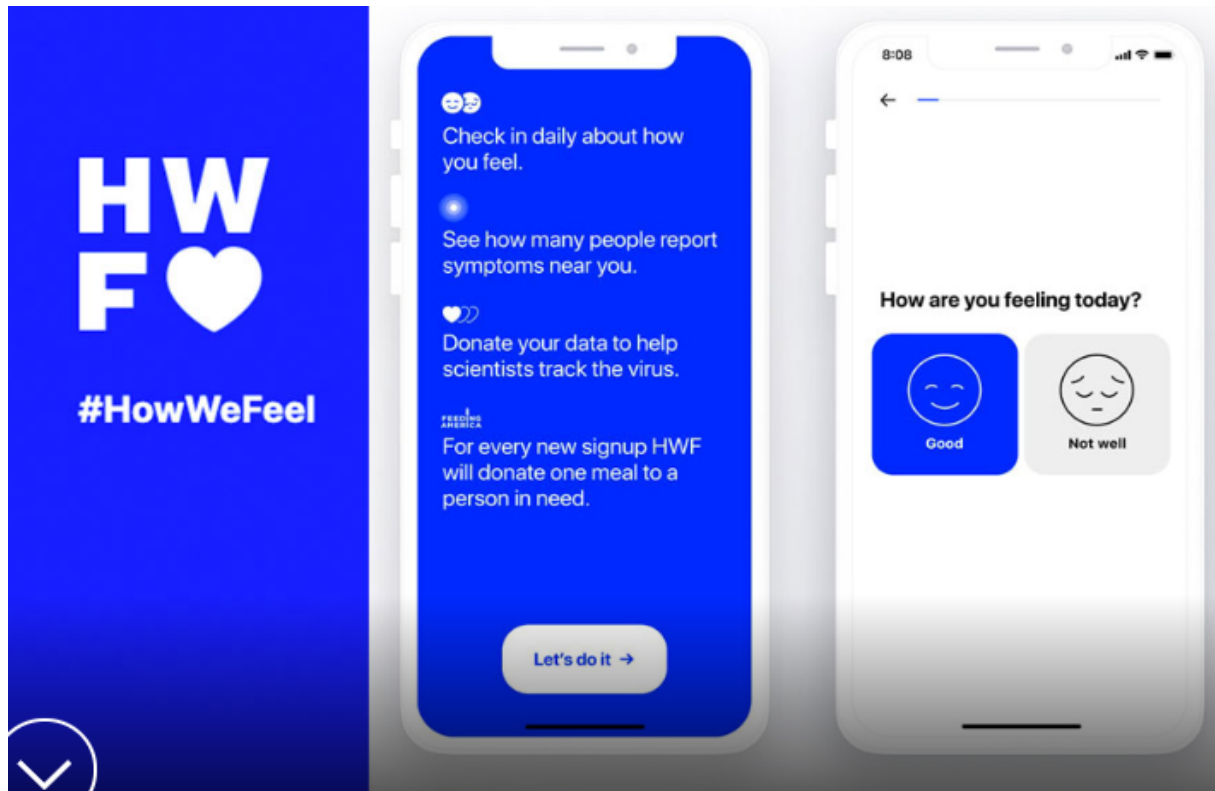 HW
F
#HowWeFeel
Check in daily about how
you feel.
See how many people report
symptoms near you.
Donate your data to help
scientists track the virus.
FEEDING
AMERICA
For every new signup HWF
will donate one meal to a
person in need.
Let's do it →
8:08
How are you feeling today?
Good
Not well